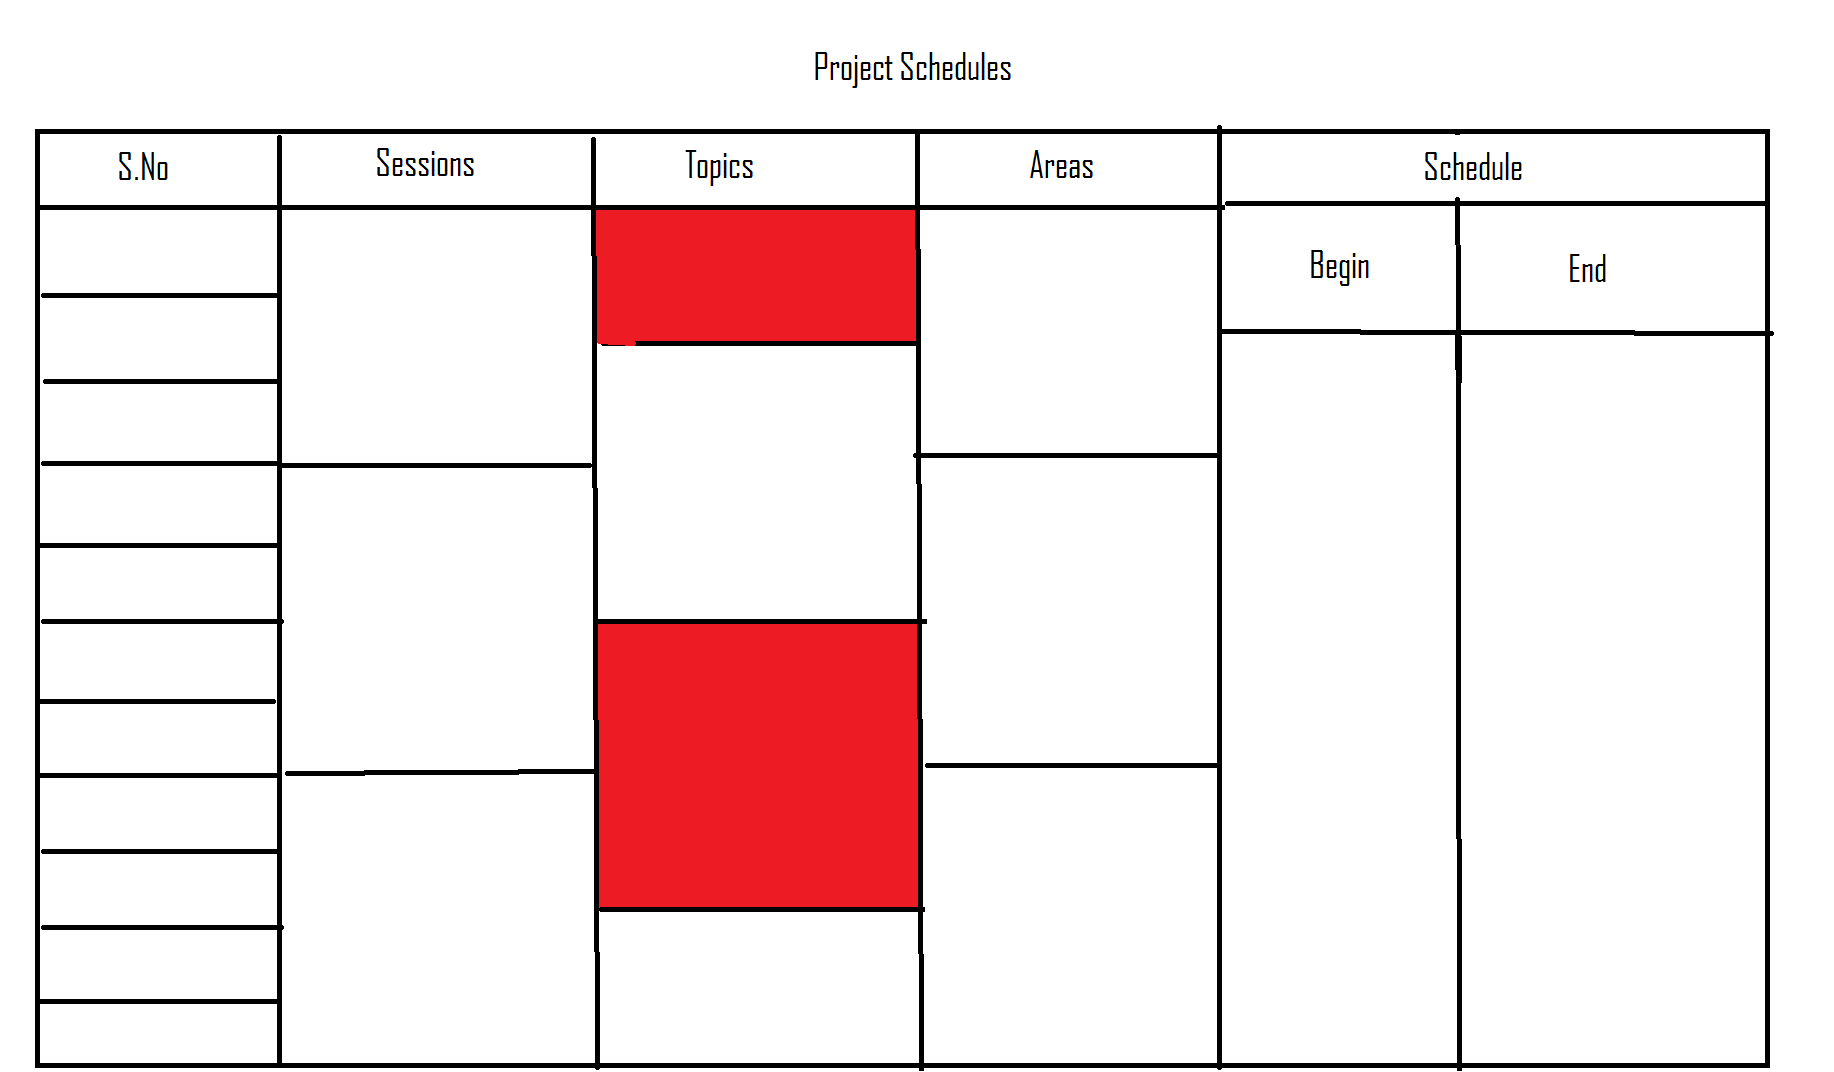 Project Schedules
S.No Sessions Topics Areas Schedule
Begin End